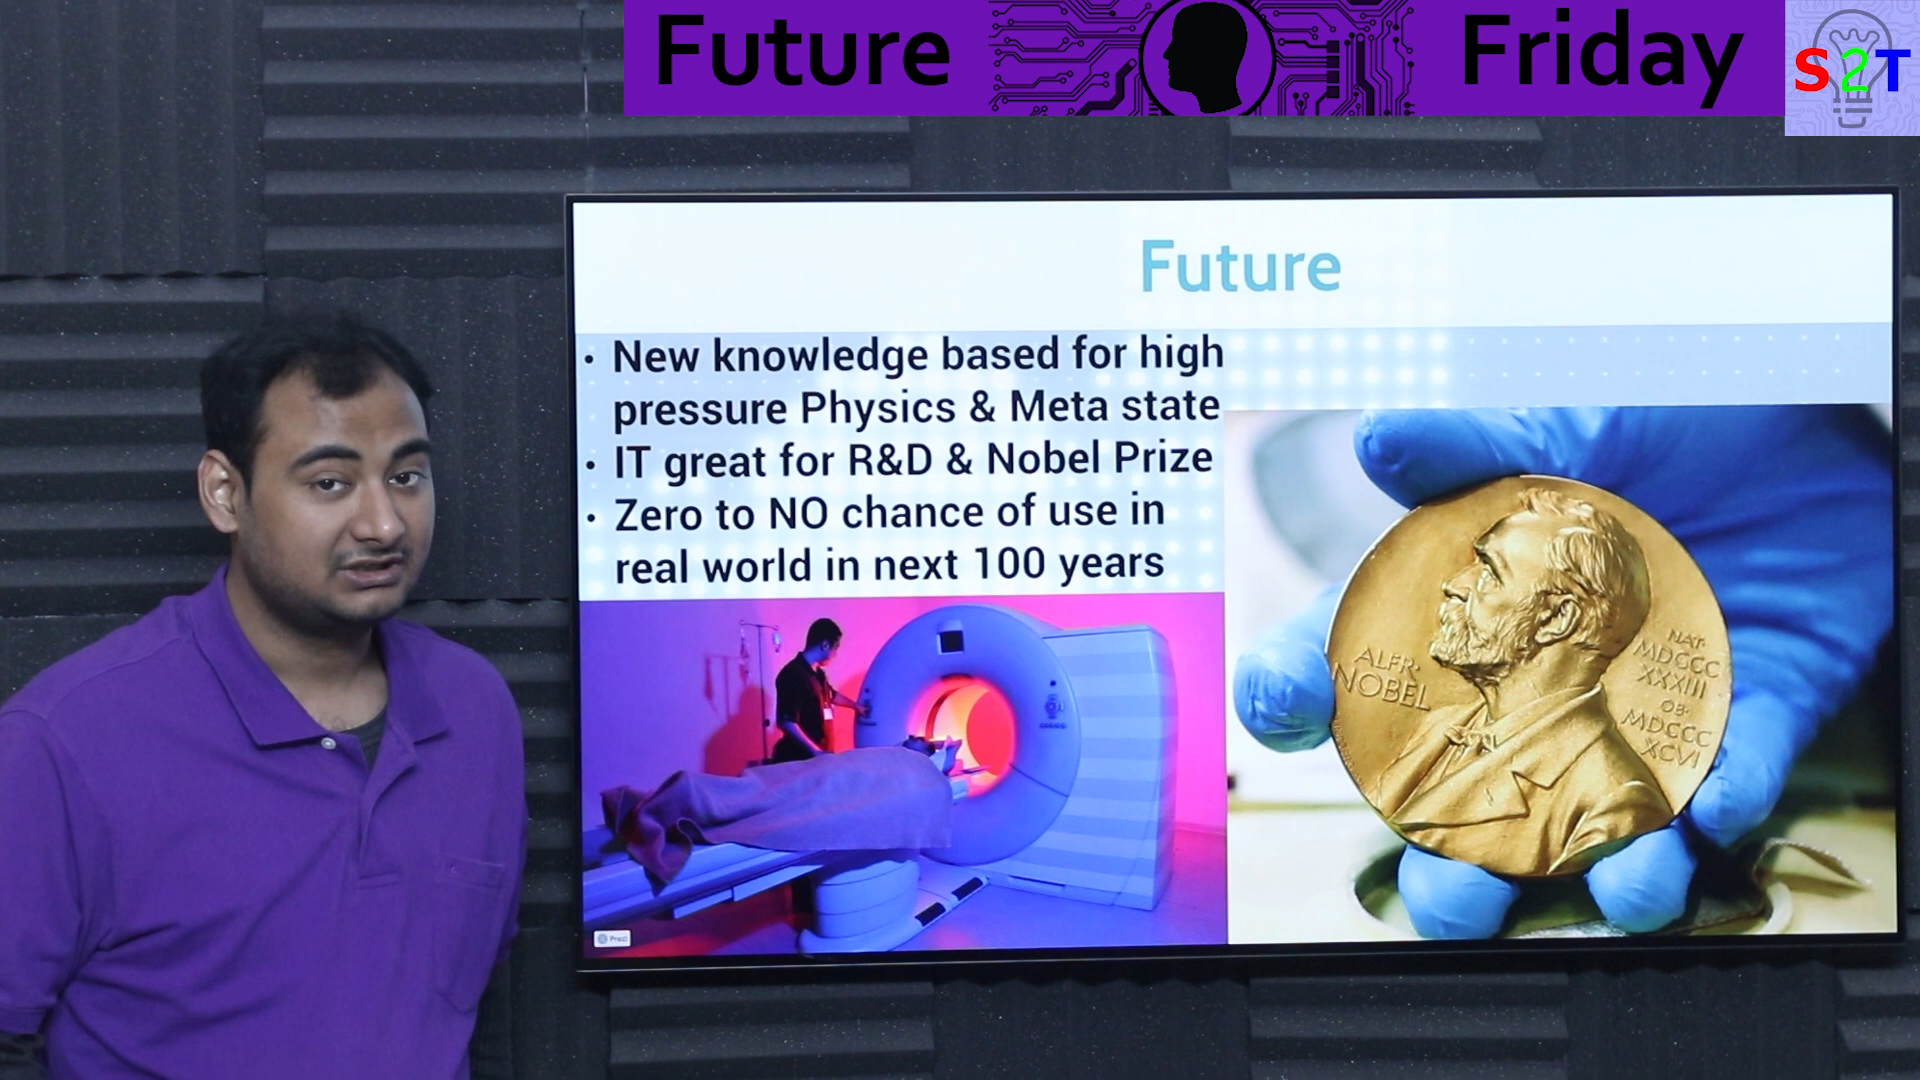 Future Friday
S2T
Future
• New knowledge based for high
pressure Physics & Meta state
• IT great for R&D & Nobel Prize
• Zero to NO chance of use in
real world in next 100 years
ALFR·
NOBEL
NAT·
MDCCC
XXXIII
OB·
MDCCC
XCVI
Prezi